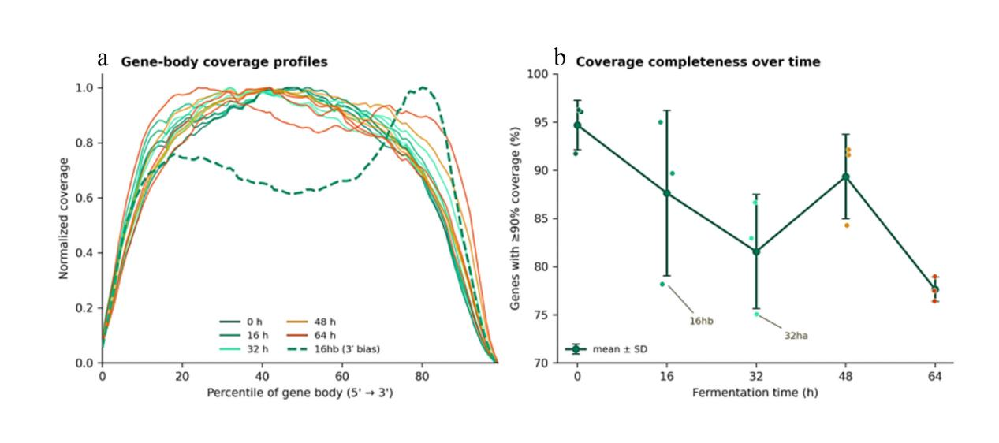 a Gene-body coverage profiles
1.0
0.8
0.6
0.4
0.2
0.0
Normalized coverage
0 20 40 60 80
Percentile of gene body (5' → 3')
0 h
16 h
32 h
48 h
64 h
16hb (3′ bias)
b Coverage completeness over time
100
95
90
85
80
75
70
Genes with ≥90% coverage (%)
16hb
32ha
mean ± SD
0 16 32 48 64
Fermentation time (h)